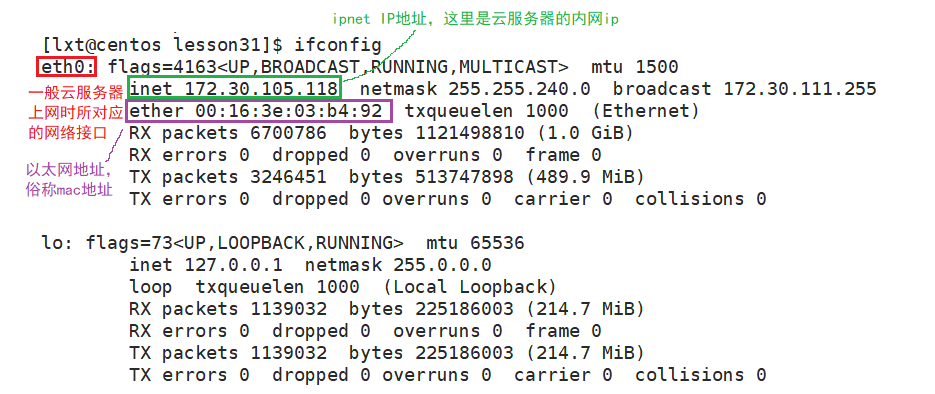 ipnet IP地址，这里是云服务器的内网ip
[lxt@centos lesson31]$ ifconfig
eth0: flags=4163<UP,BROADCAST,RUNNING,MULTICAST>  mtu 1500
inet 172.30.105.118  netmask 255.255.240.0  broadcast 172.30.111.255
ether 00:16:3e:03:b4:92  txqueuelen 1000  (Ethernet)
RX packets 6700786  bytes 1121498810 (1.0 GiB)
RX errors 0  dropped 0  overruns 0  frame 0
TX packets 3246451  bytes 513747898 (489.9 MiB)
TX errors 0  dropped 0 overruns 0  carrier 0  collisions 0
一般云服务器
上网时所对应
的网络接口
以太网地址，
俗称mac地址
lo: flags=73<UP,LOOPBACK,RUNNING>  mtu 65536
inet 127.0.0.1  netmask 255.0.0.0
loop  txqueuelen 1000  (Local Loopback)
RX packets 1139032  bytes 225186003 (214.7 MiB)
RX errors 0  dropped 0  overruns 0  frame 0
TX packets 1139032  bytes 225186003 (214.7 MiB)
TX errors 0  dropped 0 overruns 0  carrier 0  collisions 0